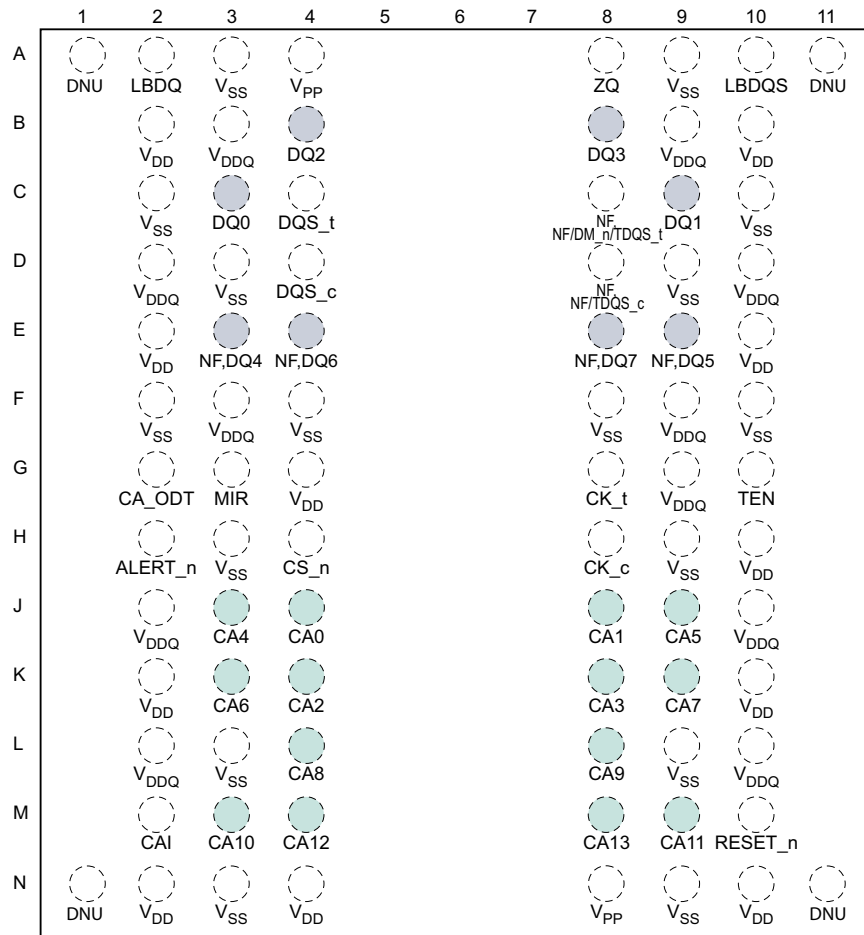 1 2 3 4 5 6 7 8 9 10 11
A
DNU LBDQ VSS VPP ZQ VSS LBDQS DNU
B
VDD VDDQ DQ2 DQ3 VDDQ VDD
C
VSS DQ0 DQS_t NF, DQ1 VSS
NF/DM_n/TDQS_t
D
VDDQ VSS DQS_c NF, VSS VDDQ
NF/TDQS_c
E
VDD NF,DQ4 NF,DQ6 NF,DQ7 NF,DQ5 VDD
F
VSS VDDQ VSS VSS VDDQ VSS
G
CA_ODT MIR VDD CK_t VDDQ TEN
H
ALERT_n VSS CS_n CK_c VSS VDD
J
VDDQ CA4 CA0 CA1 CA5 VDDQ
K
VDD CA6 CA2 CA3 CA7 VDD
L
VDDQ VSS CA8 CA9 VSS VDDQ
M
CAI CA10 CA12 CA13 CA11 RESET_n
N
DNU VDD VSS VDD VPP VSS VDD DNU